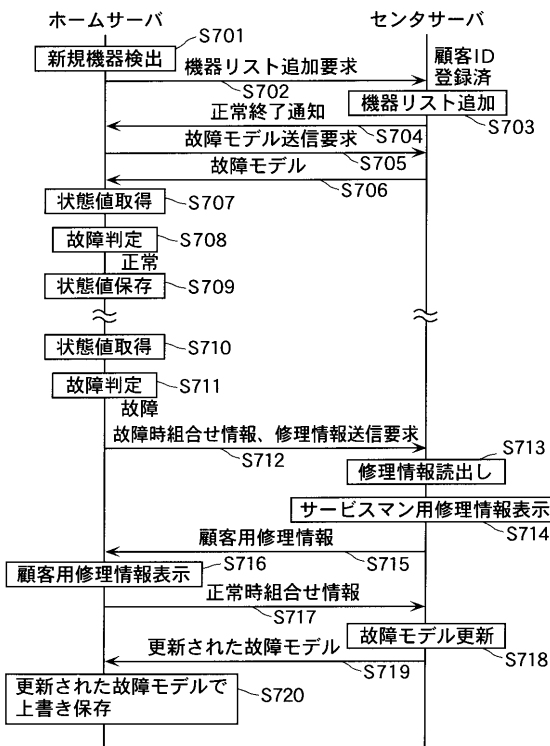 ホームサーバ
センタサーバ
新規機器検出
S701
顧客ID
登録済
機器リスト追加要求
S702
機器リスト追加
S703
正常終了通知
S704
故障モデル送信要求
S705
故障モデル
S706
状態値取得
S707
故障判定
S708
正常
状態値保存
S709
状態値取得
S710
故障判定
S711
故障
故障時組合せ情報、修理情報送信要求
S712
S713
修理情報読出し
サービスマン用修理情報表示
S714
顧客用修理情報
S715
S716
顧客用修理情報表示
正常時組合せ情報
S717
故障モデル更新
S718
更新された故障モデル
S719
更新された故障モデルで
上書き保存
S720